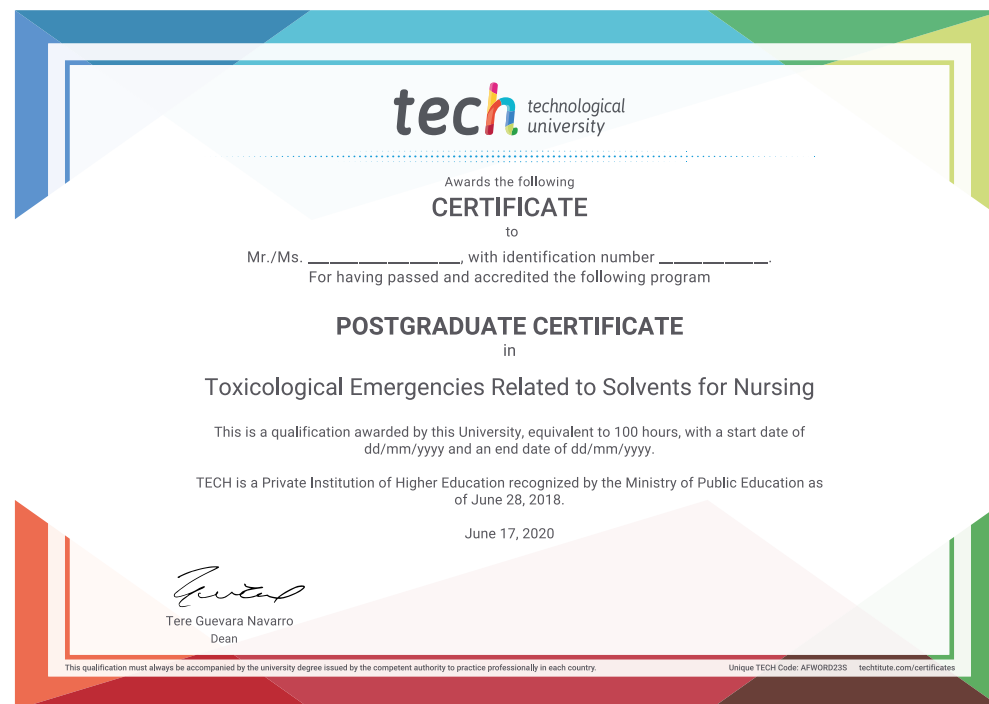 tech technological
university
Awards the following
CERTIFICATE
to
Mr./Ms. ____________________, with identification number ______________.
For having passed and accredited the following program
POSTGRADUATE CERTIFICATE
in
Toxicological Emergencies Related to Solvents for Nursing
This is a qualification awarded by this University, equivalent to 100 hours, with a start date of
dd/mm/yyyy and an end date of dd/mm/yyyy.
TECH is a Private Institution of Higher Education recognized by the Ministry of Public Education as
of June 28, 2018.
June 17, 2020
Tere Guevara Navarro
Dean
This qualification must always be accompanied by the university degree issued by the competent authority to practice professionally in each country.
Unique TECH Code: AFWORD23S techtitute.com/certificates